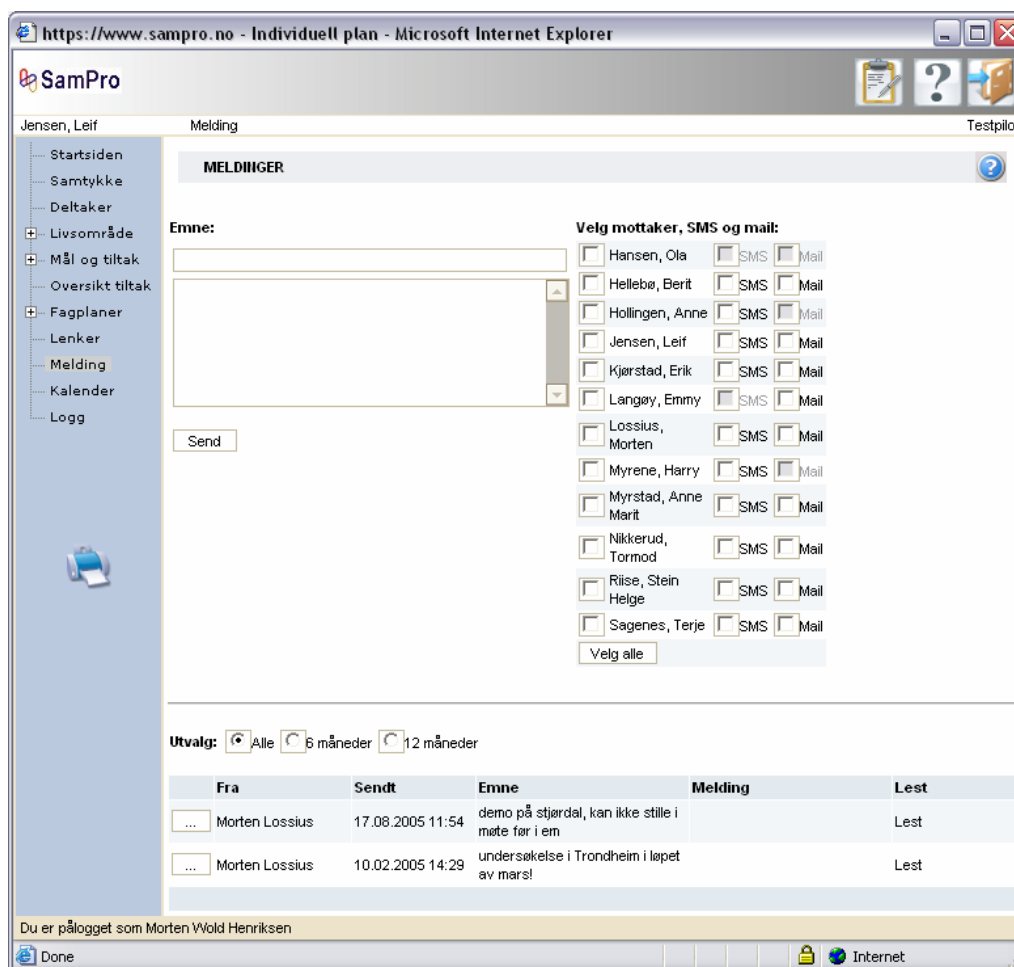 https://www.sampro.no - Individuell plan - Microsoft Internet Explorer
SamPro
Jensen, Leif
Melding
Testpilo
Startsiden
Samtykke
Deltaker
Livsområde
Mål og tiltak
Oversikt tiltak
Fagplaner
Lenker
Melding
Kalender
Logg
MELDINGER
Emne:
Send
Velg mottaker, SMS og mail:
Hansen, Ola SMS Mail
Hellebø, Berit SMS Mail
Hollingen, Anne SMS Mail
Jensen, Leif SMS Mail
Kjørstad, Erik SMS Mail
Langøy, Emmy SMS Mail
Lossius,
Morten SMS Mail
Myrene, Harry SMS Mail
Myrstad, Anne
Marit SMS Mail
Nikkerud,
Tormod SMS Mail
Riise, Stein
Helge SMS Mail
Sagenes, Terje SMS Mail
Velg alle
Utvalg: Alle 6 måneder 12 måneder
Fra Sendt Emne Melding Lest
... Morten Lossius 17.08.2005 11:54 demo på stjørdal, kan ikke stille i
møte før i em Lest
... Morten Lossius 10.02.2005 14:29 undersøkelse i Trondheim i løpet
av mars! Lest
Du er pålogget som Morten Wold Henriksen
Done Internet